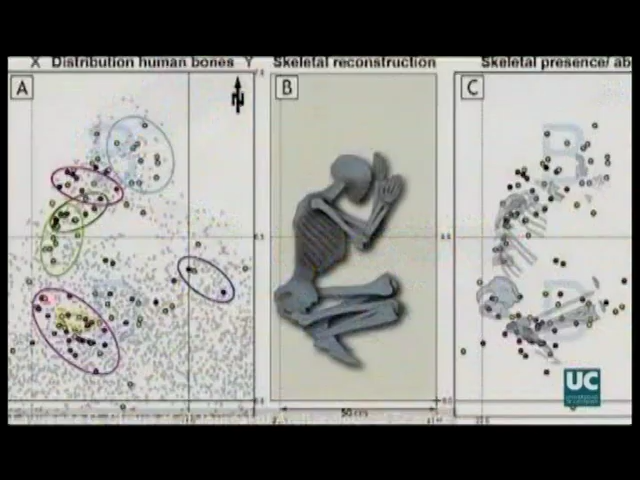 X Distribution human bones Y
Skeletal reconstruction
Skeletal presence/ ab
A
B
C
N
50 cm
UC